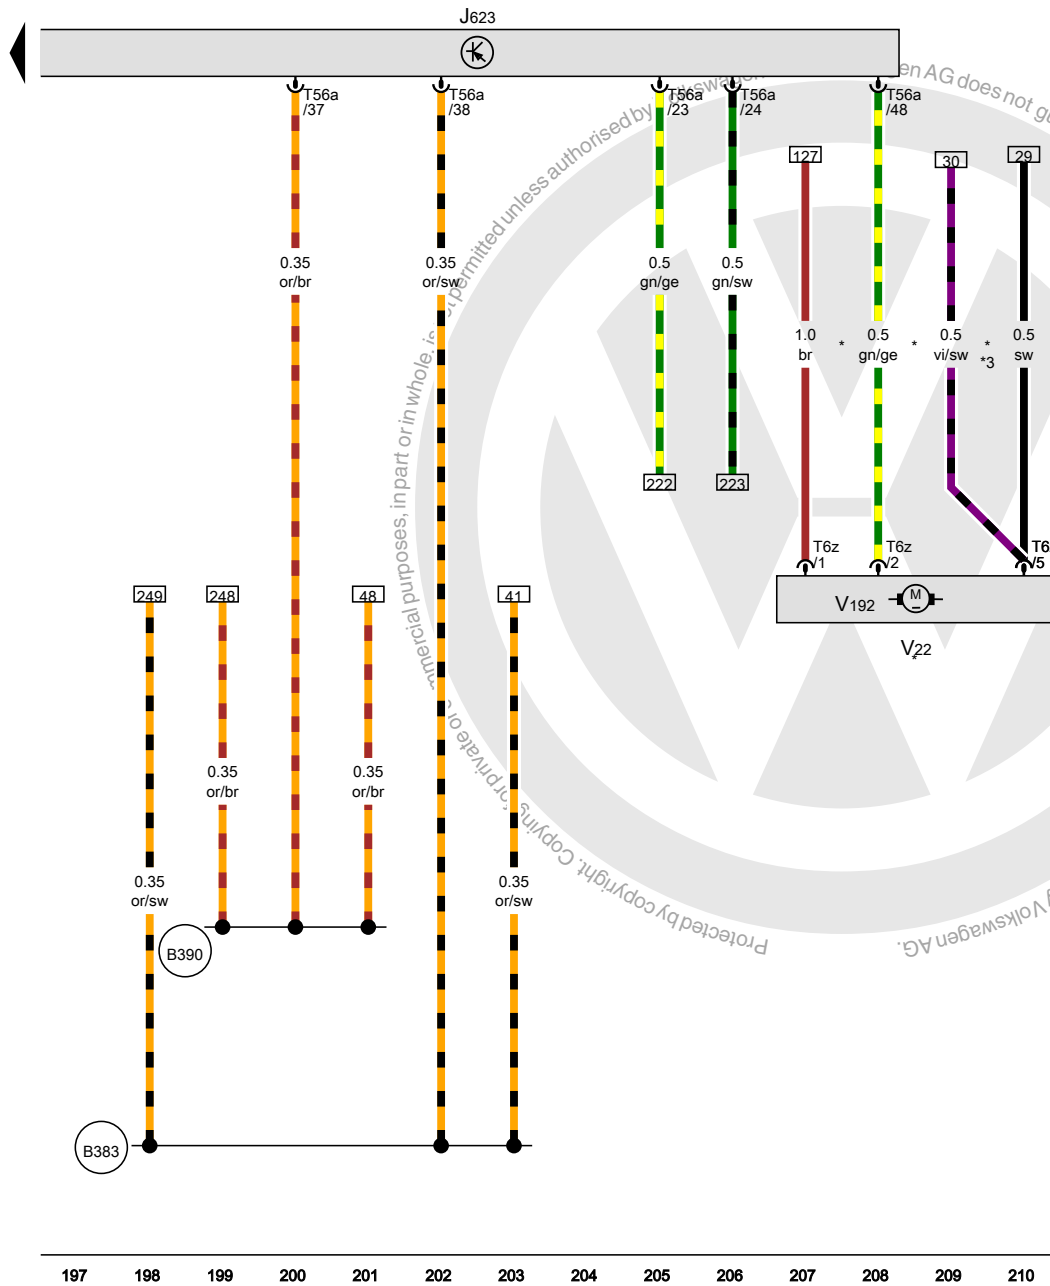 J623
T56a
/37
T56a
/38
T56a
/23
T56a
/24
T56a
/48
127
30
29
0.35
or/br
0.35
or/sw
0.5
gn/ge
0.5
gn/sw
1.0
br
*
0.5
gn/ge
*
0.5
vi/sw
*
*3
0.5
sw
222
223
T6z
/1
T6z
/2
T6
/5
249
248
48
41
V192
M
V22
*
0.35
or/br
0.35
or/br
0.35
or/sw
0.35
or/sw
B390
B383
197 198 199 200 201 202 203 204 205 206 207 208 209 210
Protected by copyright. Copying for private or commercial purposes, in part or in whole, is not permitted unless authorised by Volkswagen
en AG does not gu
y Volkswagen AG.